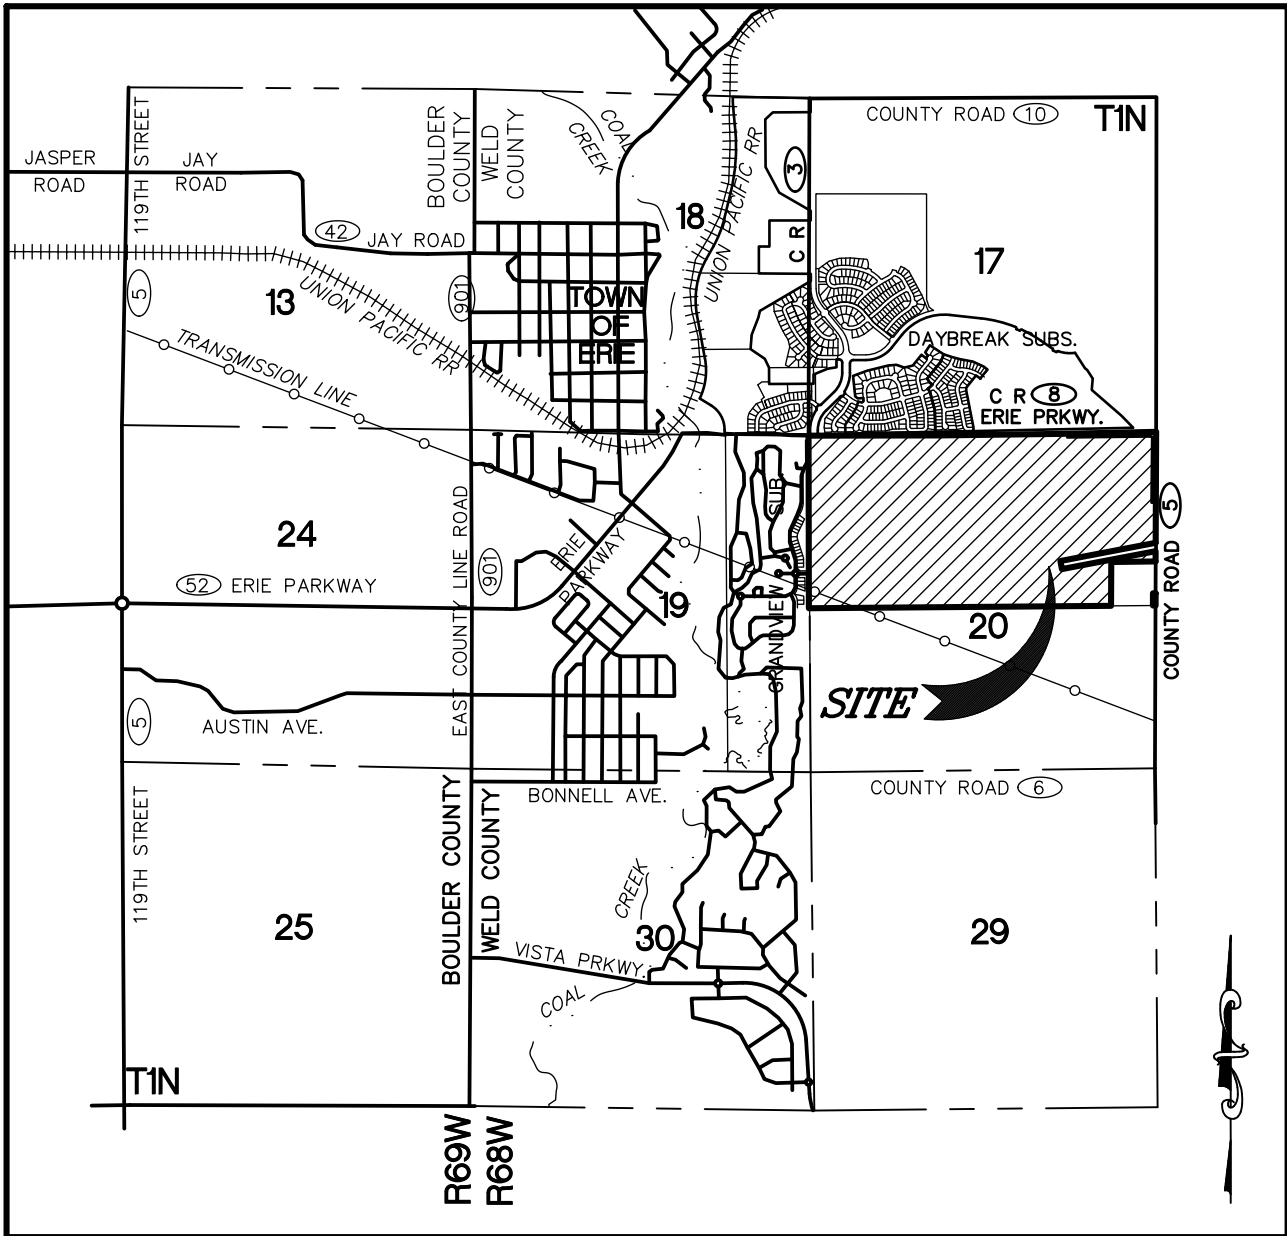 COUNTY ROAD 10
T1N
119TH STREET
BOULDER COUNTY
WELD COUNTY
COAL
CREEK
JASPER ROAD
JAY ROAD
UNION PACIFIC RR
3
C R
18
42 JAY ROAD
17
5
13
901
UNION PACIFIC RR
TOWN
OF
ERIE
TRANSMISSION LINE
DAYBREAK SUBS.
C R 8
ERIE PRKWY.
24
EAST COUNTY LINE ROAD
901
ERIE
PARKWAY
GRANDVIEW SUB.
5
COUNTY ROAD
52 ERIE PARKWAY
19
20
SITE
5
AUSTIN AVE.
COUNTY ROAD 6
BONNELL AVE.
119TH STREET
BOULDER COUNTY
WELD COUNTY
CREEK
25
30
29
VISTA PRKWY.
COAL
T1N
R69W
R68W